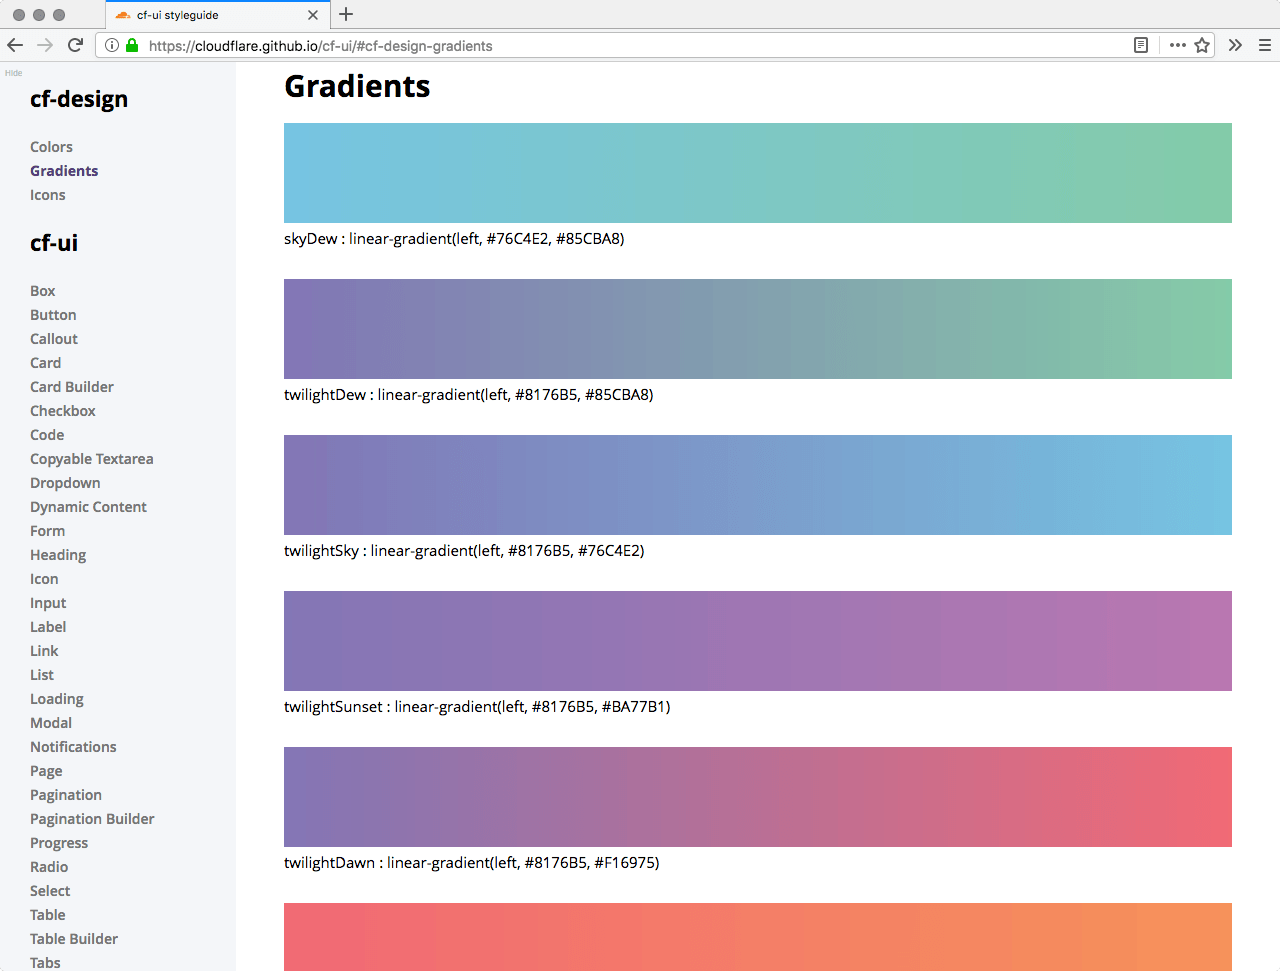 cf-ui styleguide
https://cloudflare.github.io/cf-ui/#cf-design-gradients
Hide
cf-design
Colors
Gradients
Icons
cf-ui
Box
Button
Callout
Card
Card Builder
Checkbox
Code
Copyable Textarea
Dropdown
Dynamic Content
Form
Heading
Icon
Input
Label
Link
List
Loading
Modal
Notifications
Page
Pagination
Pagination Builder
Progress
Radio
Select
Table
Table Builder
Tabs
Gradients
skyDew : linear-gradient(left, #76C4E2, #85CBA8)
twilightDew : linear-gradient(left, #8176B5, #85CBA8)
twilightSky : linear-gradient(left, #8176B5, #76C4E2)
twilightSunset : linear-gradient(left, #8176B5, #BA77B1)
twilightDawn : linear-gradient(left, #8176B5, #F16975)